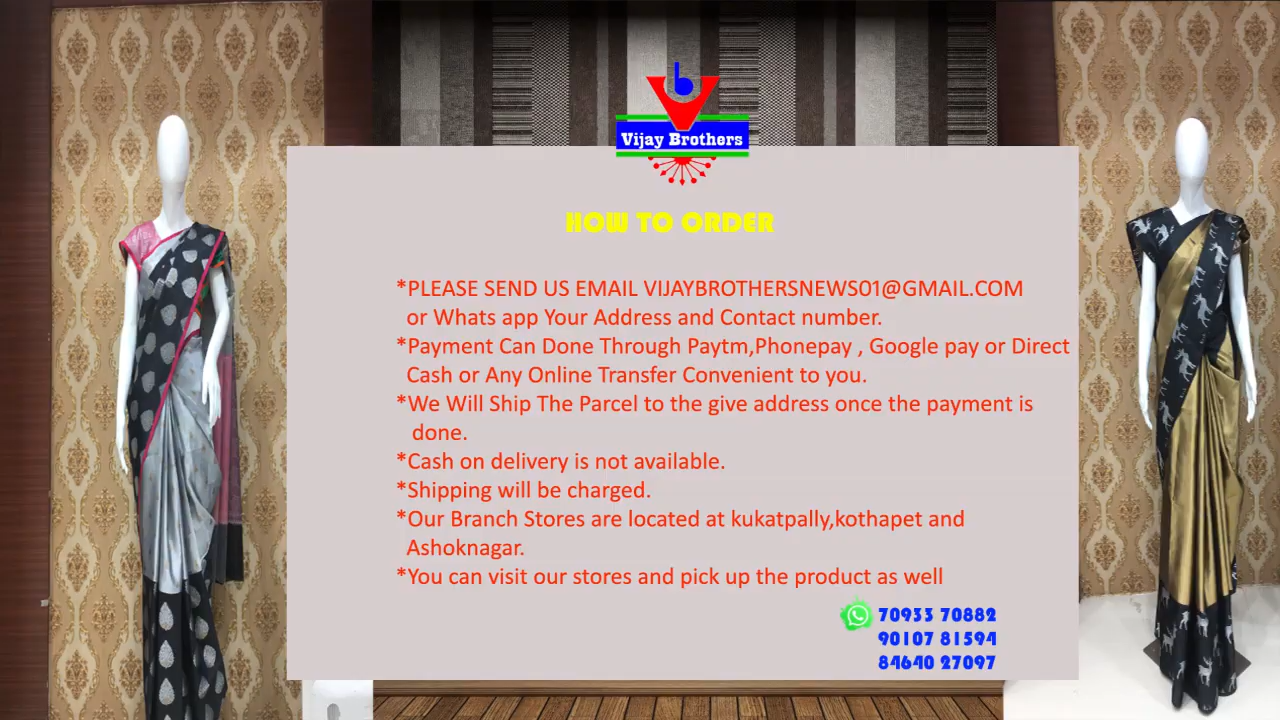 b
Vijay Brothers
HOW TO ORDER
*PLEASE SEND US EMAIL VIJAYBROTHERSNEWS01@GMAIL.COM
or Whats app Your Address and Contact number.
*Payment Can Done Through Paytm,Phonepay , Google pay or Direct
Cash or Any Online Transfer Convenient to you.
*We Will Ship The Parcel to the give address once the payment is
done.
*Cash on delivery is not available.
*Shipping will be charged.
*Our Branch Stores are located at kukatpally,kothapet and
Ashoknagar.
*You can visit our stores and pick up the product as well
70933 70882
90107 81594
84640 27097